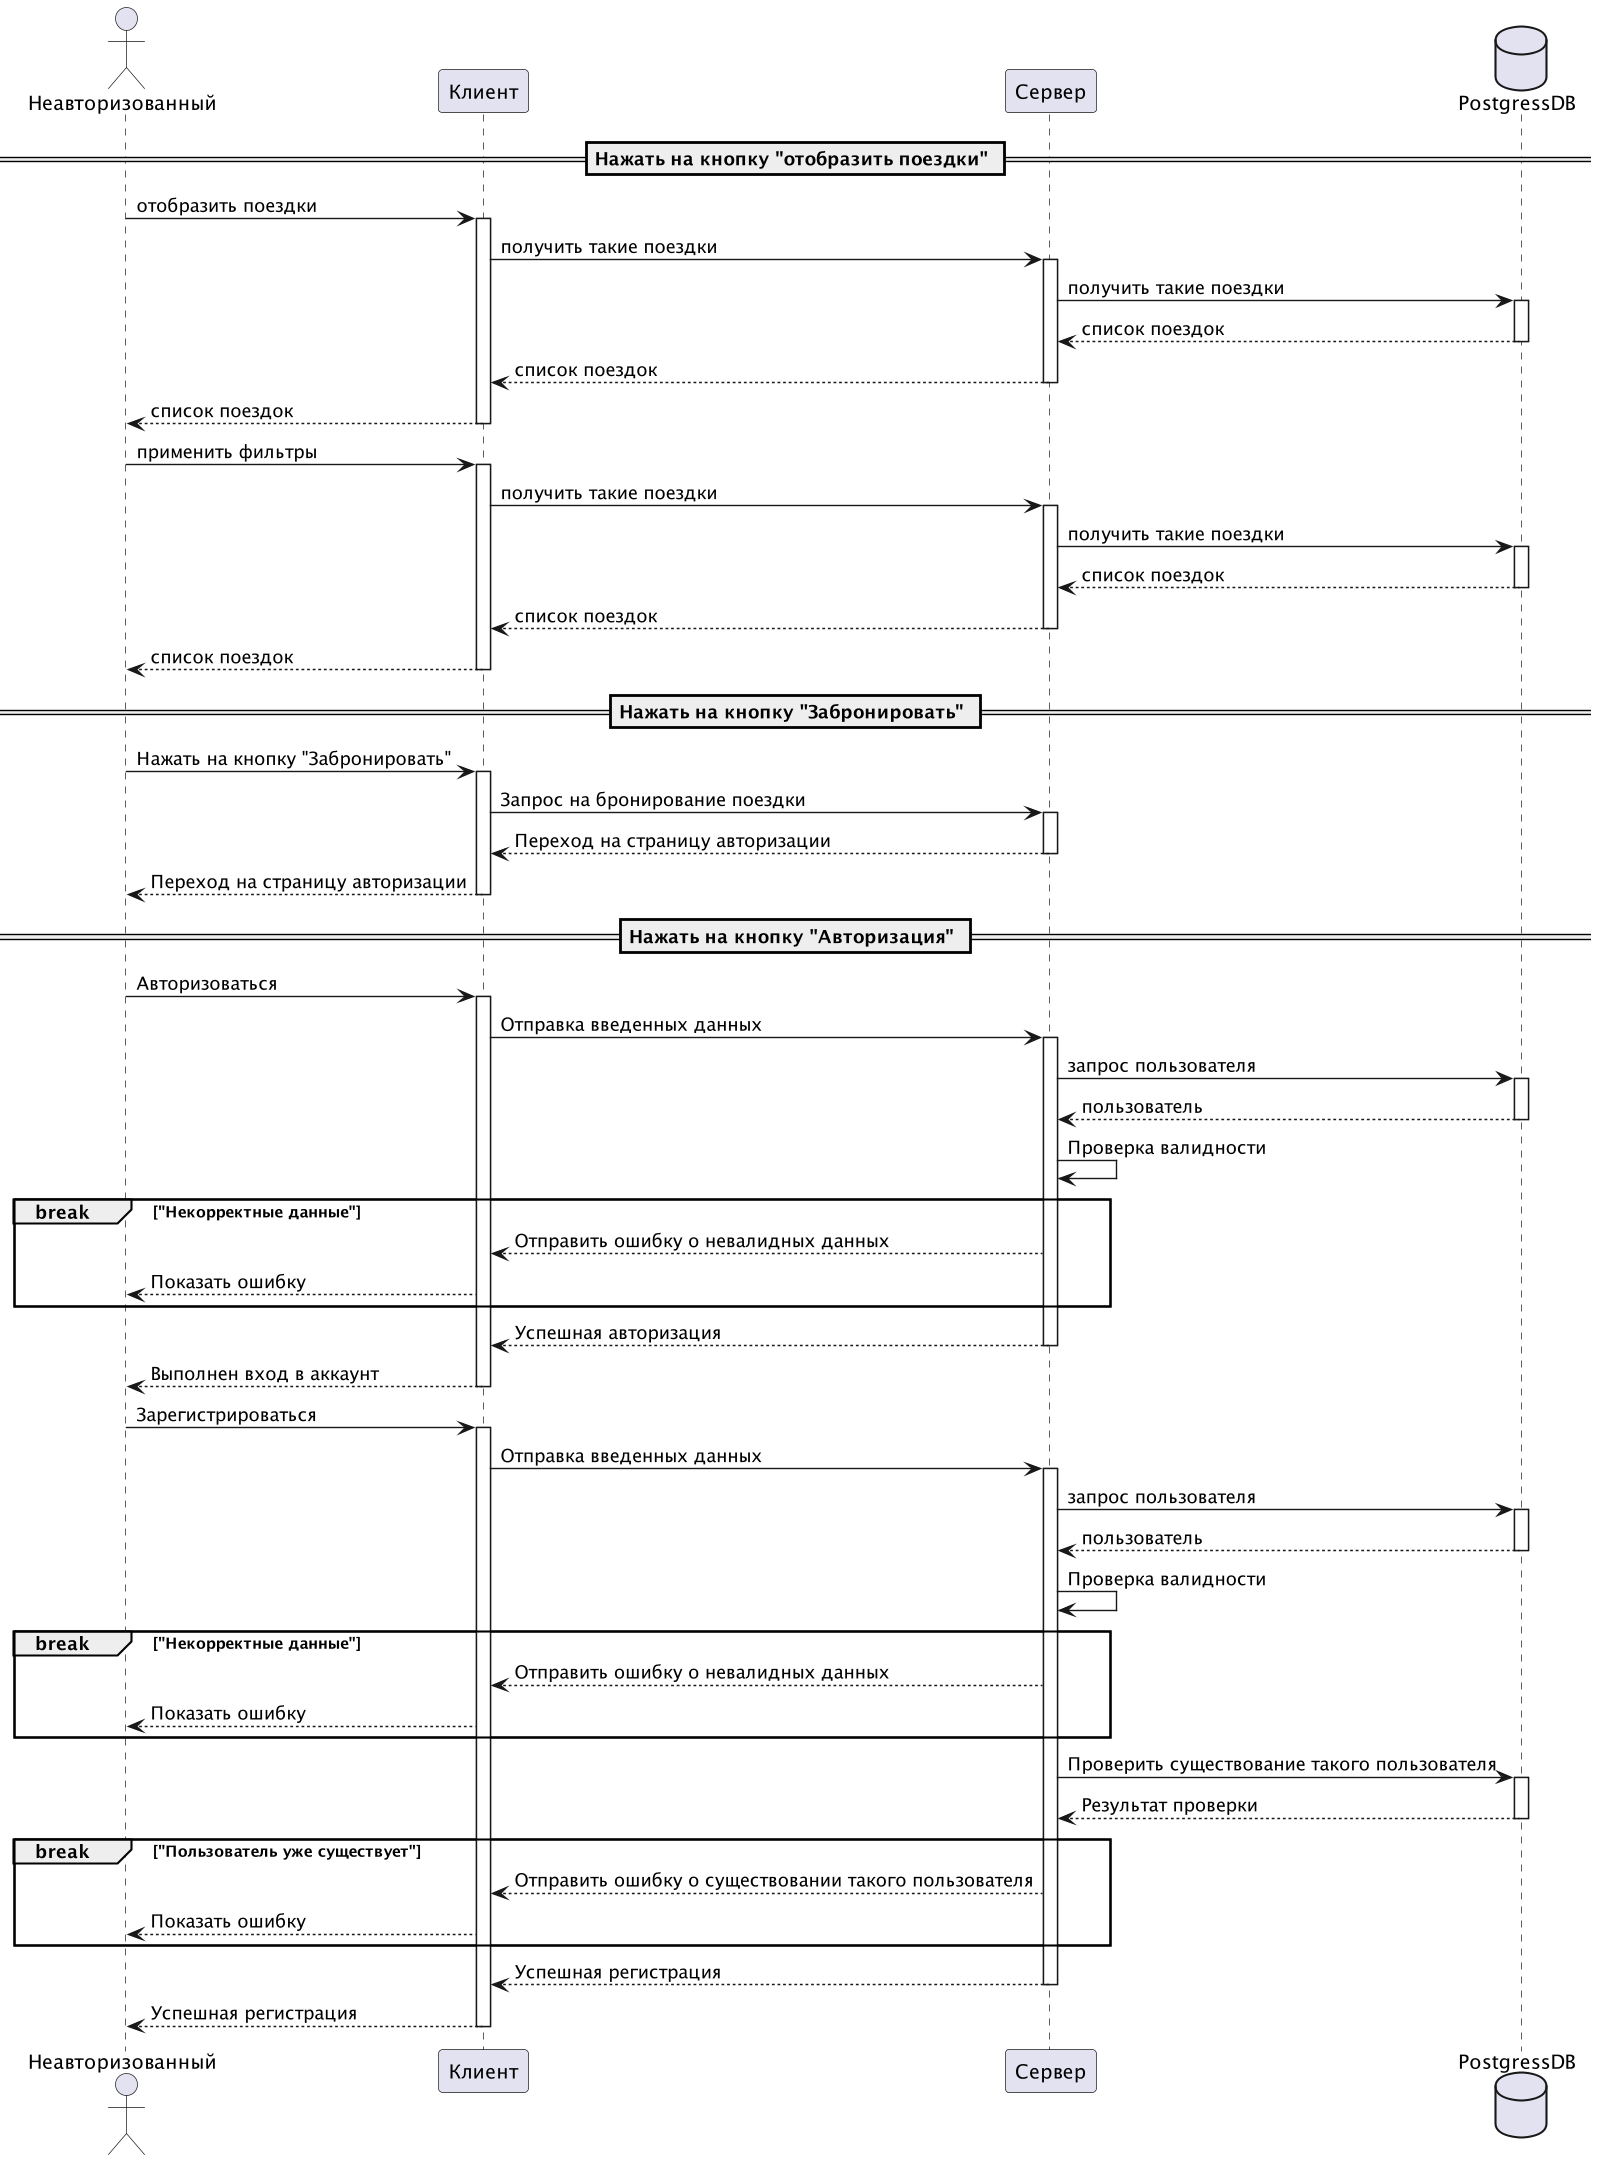 Неавторизованный
Клиент
Сервер
PostgressDB
Нажать на кнопку "отобразить поездки"
отобразить поездки
получить такие поездки
получить такие поездки
список поездок
список поездок
список поездок
применить фильтры
получить такие поездки
получить такие поездки
список поездок
список поездок
список поездок
Нажать на кнопку "Забронировать"
Нажать на кнопку "Забронировать"
Запрос на бронирование поездки
Переход на страницу авторизации
Переход на страницу авторизации
Нажать на кнопку "Авторизация"
Авторизоваться
Отправка введенных данных
запрос пользователя
пользователь
Проверка валидности
break ["Некорректные данные"]
Отправить ошибку о невалидных данных
Показать ошибку
Успешная авторизация
Выполнен вход в аккаунт
Зарегистрироваться
Отправка введенных данных
запрос пользователя
пользователь
Проверка валидности
break ["Некорректные данные"]
Отправить ошибку о невалидных данных
Показать ошибку
Проверить существование такого пользователя
Результат проверки
break ["Пользователь уже существует"]
Отправить ошибку о существовании такого пользователя
Показать ошибку
Успешная регистрация
Успешная регистрация
Неавторизованный
Клиент
Сервер
PostgressDB